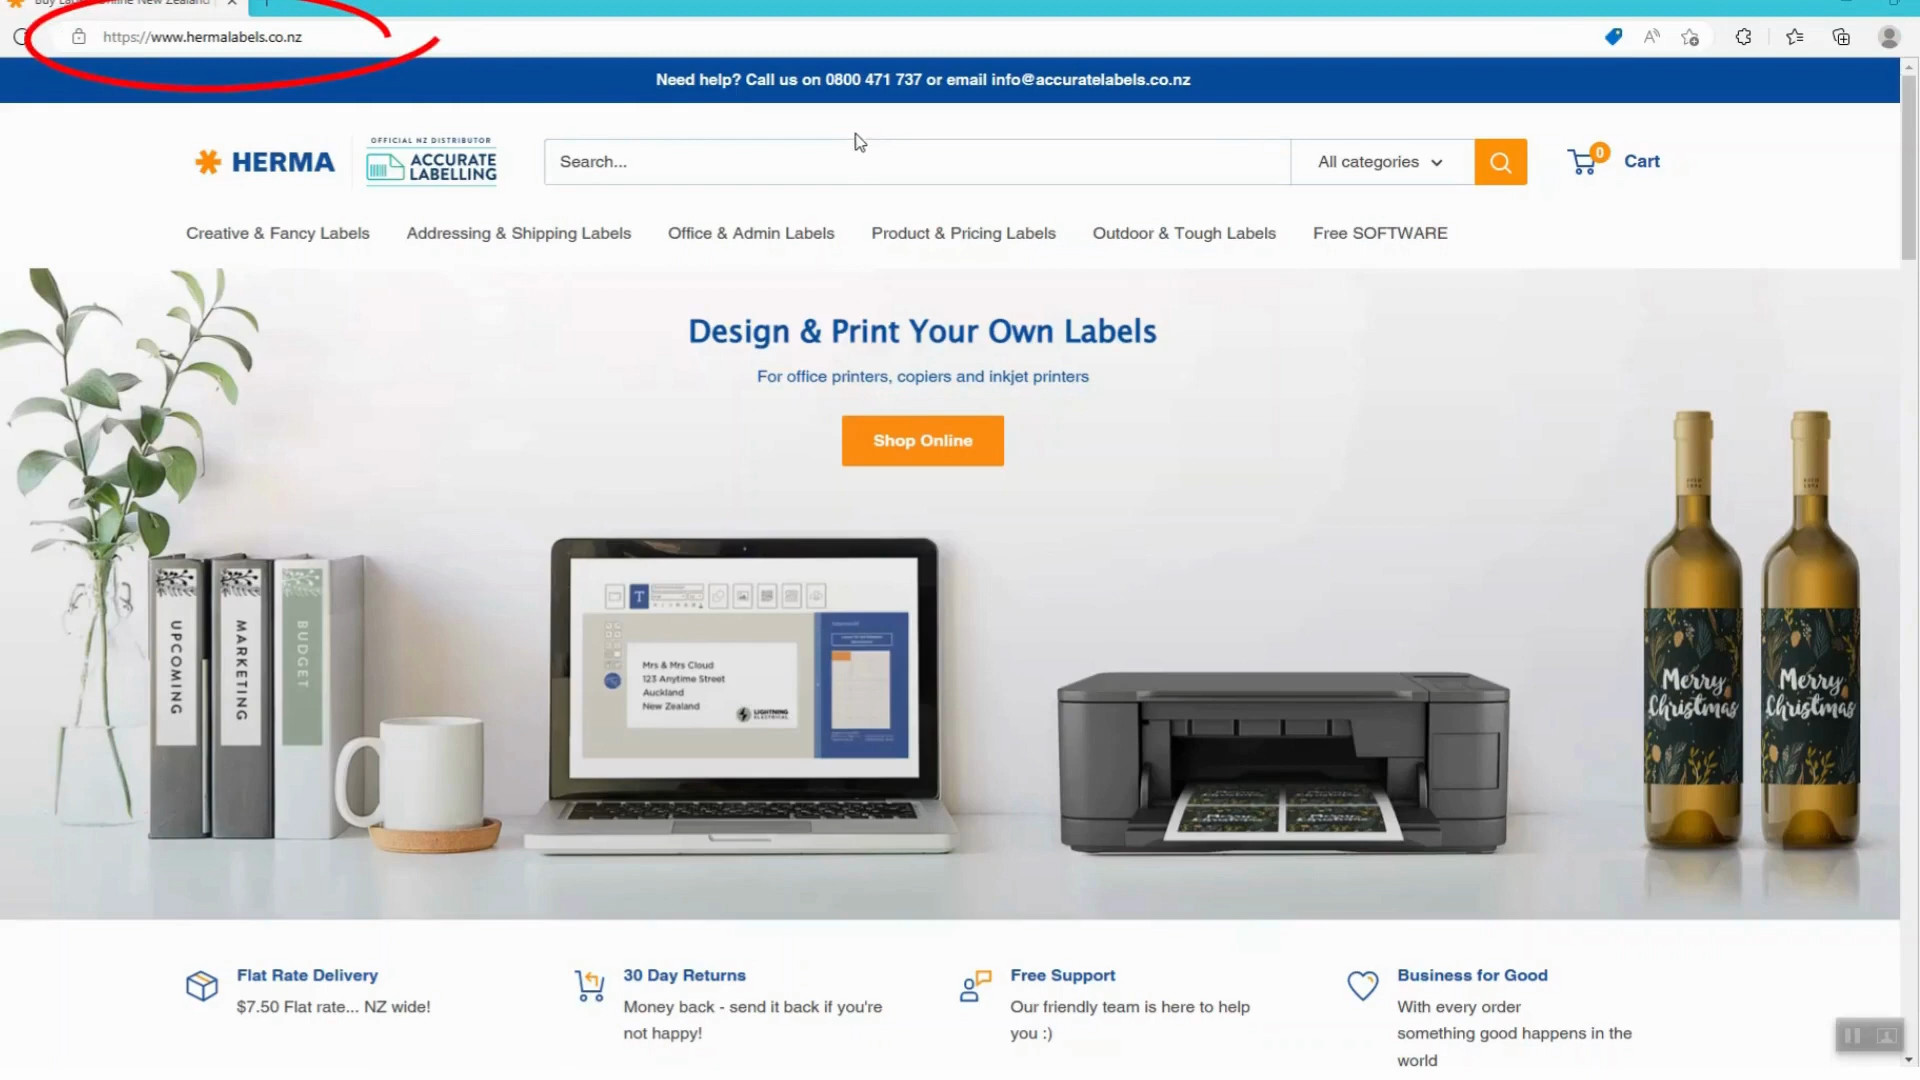 https://www.hermalabels.co.nz
Need help? Call us on 0800 471 737 or email info@accuratelabels.co.nz
HERMA
OFFICIAL NZ DISTRIBUTOR
ACCURATE
LABELLING
Search...
All categories
0
Cart
Creative & Fancy Labels
Addressing & Shipping Labels
Office & Admin Labels
Product & Pricing Labels
Outdoor & Tough Labels
Free SOFTWARE
Design & Print Your Own Labels
For office printers, copiers and inkjet printers
Shop Online
UPCOMING
MARKETING
BUDGET
T
Mrs & Mrs Cloud
123 Anytime Street
Auckland
New Zealand
LIGHTNING
ELECTRICAL
Merry
Christmas
Merry
Christmas
Flat Rate Delivery
$7.50 Flat rate... NZ wide!
30 Day Returns
Money back - send it back if you're
not happy!
Free Support
Our friendly team is here to help
you :)
Business for Good
With every order
something good happens in the
world